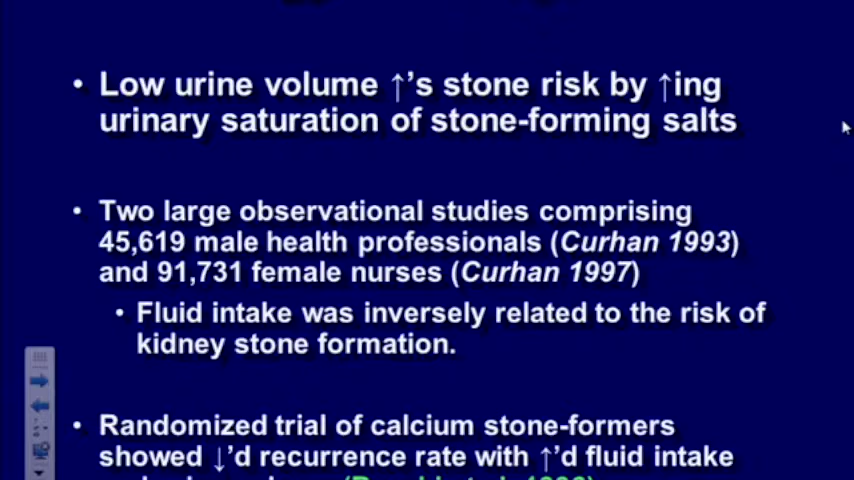 • Low urine volume ↑'s stone risk by ↑ing
urinary saturation of stone-forming salts
• Two large observational studies comprising
45,619 male health professionals (Curhan 1993)
and 91,731 female nurses (Curhan 1997)
• Fluid intake was inversely related to the risk of
kidney stone formation.
• Randomized trial of calcium stone-formers
showed ↓'d recurrence rate with ↑'d fluid intake